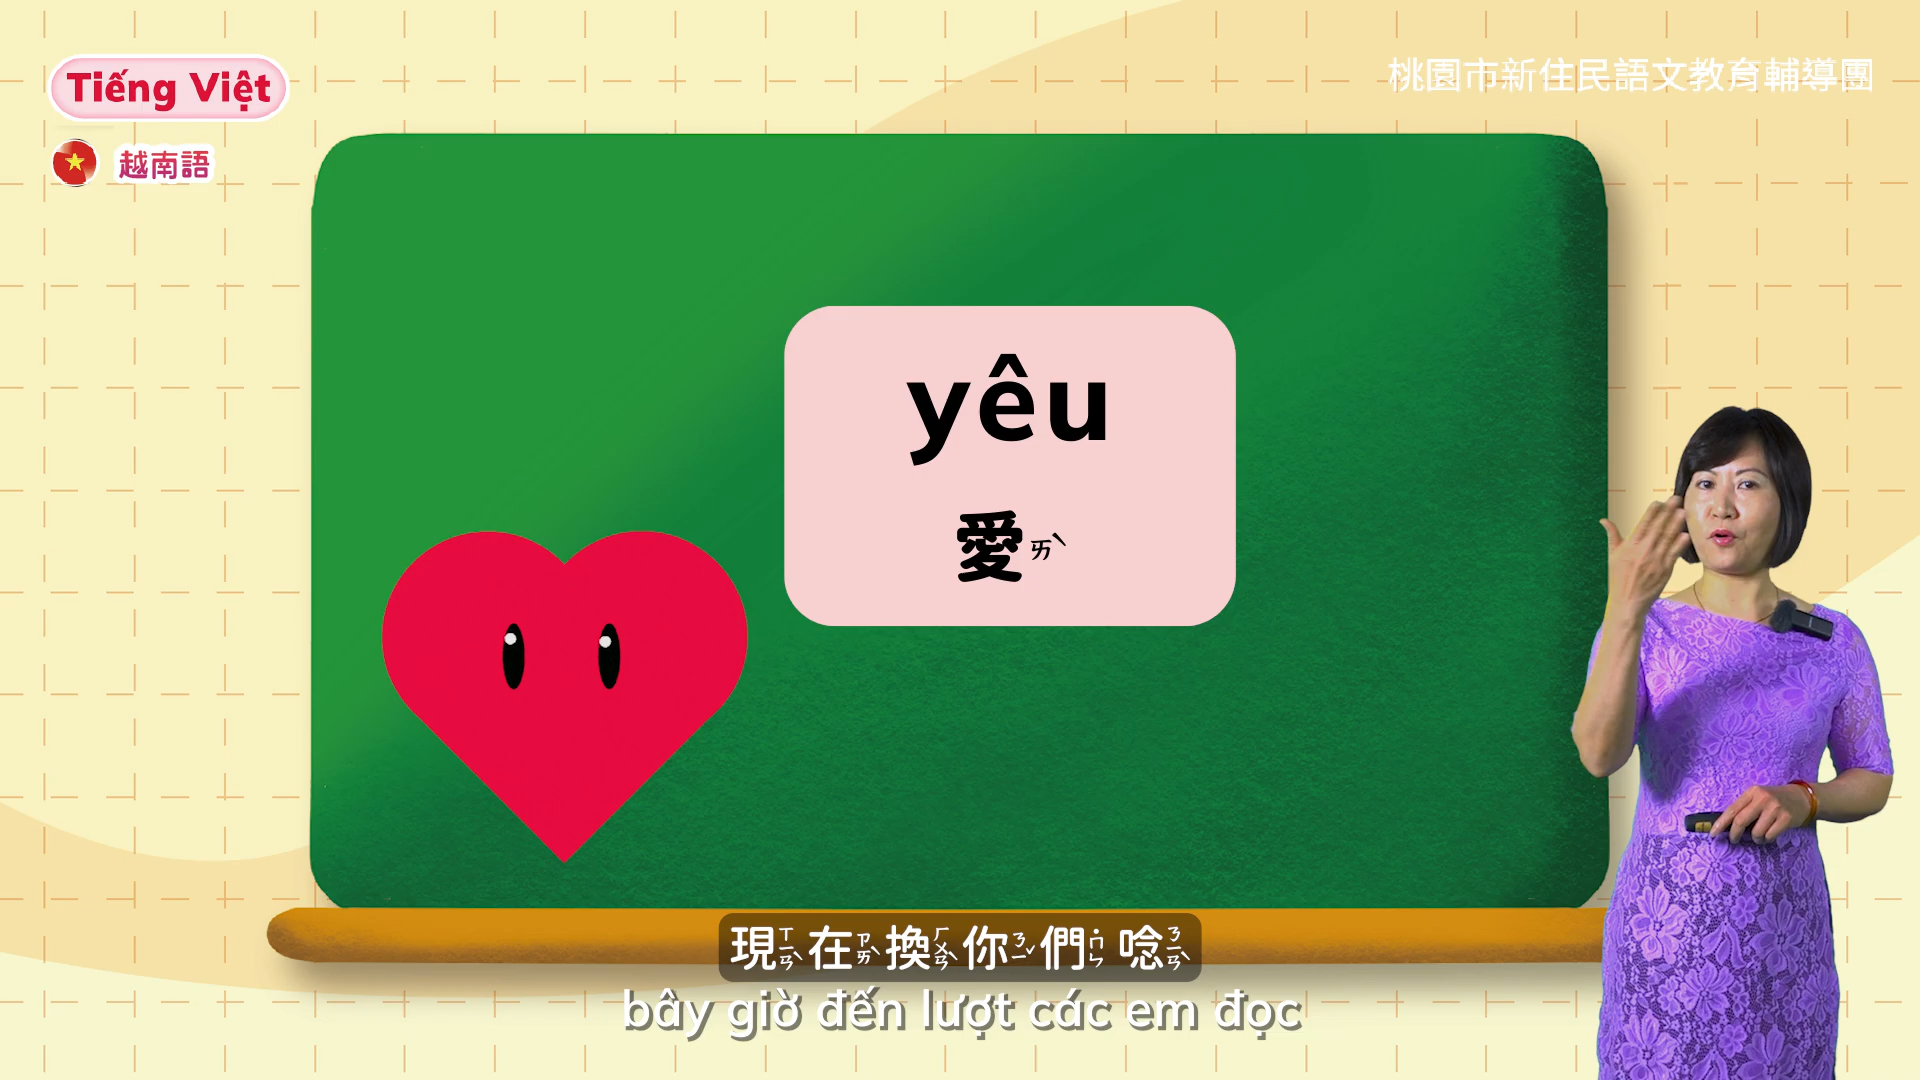 Tiếng Việt
越南語
桃園市新住民語文教育輔導團
yêu
愛ㄞˋ
現ㄒㄧㄢˋ在ㄗㄞˋ換ㄏㄨㄢˋ你ㄋㄧˇ們˙ㄇㄣ唸ㄋㄧㄢˋ
bây giờ đến lượt các em đọc